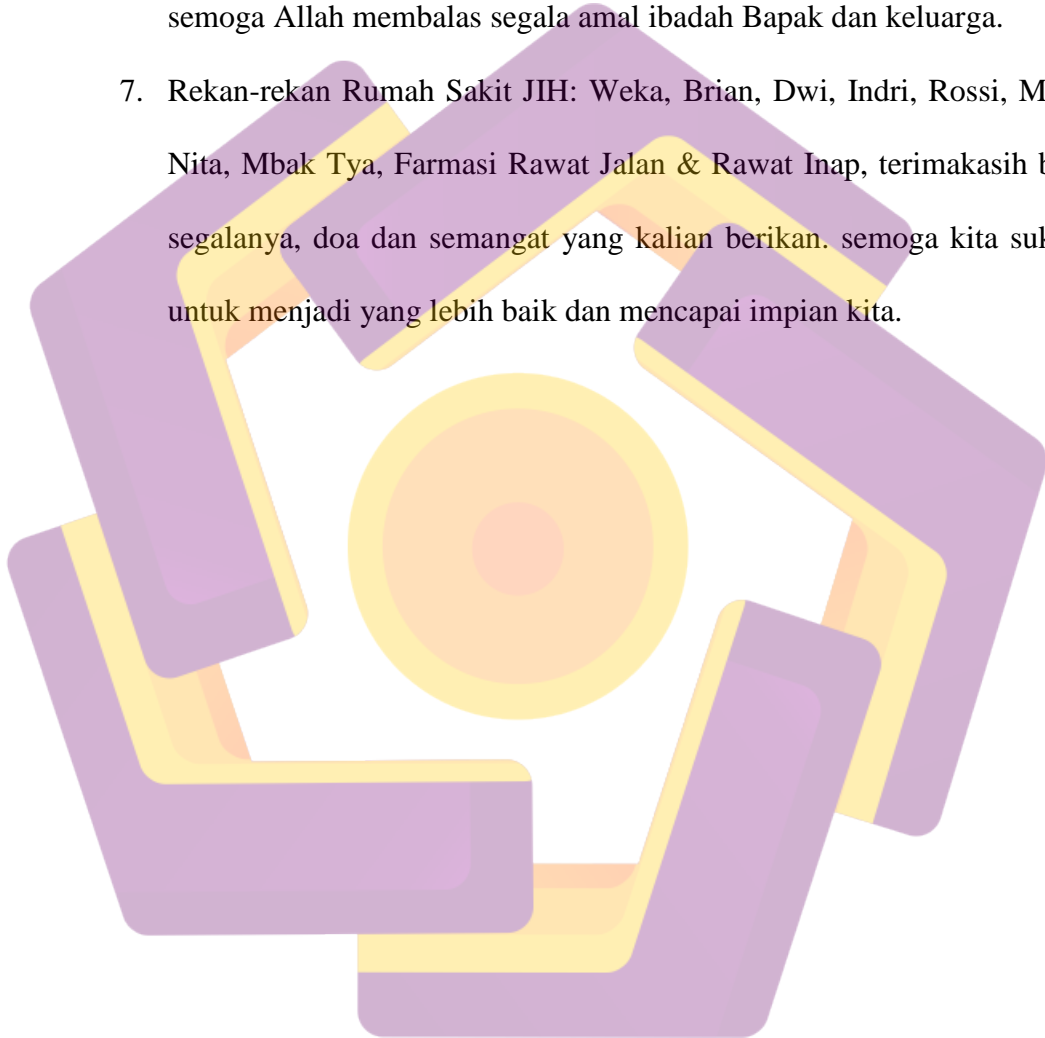 semoga Allah membalas segala amal ibadah Bapak dan keluarga.
7. Rekan-rekan Rumah Sakit JIH: Weka, Brian, Dwi, Indri, Rossi,
Nita, Mbak Tya, Farmasi Rawat Jalan & Rawat Inap, terimakasih
segalanya, doa dan semangat yang kalian berikan. semoga kita
untuk menjadi yang lebih baik dan mencapai impian kita.